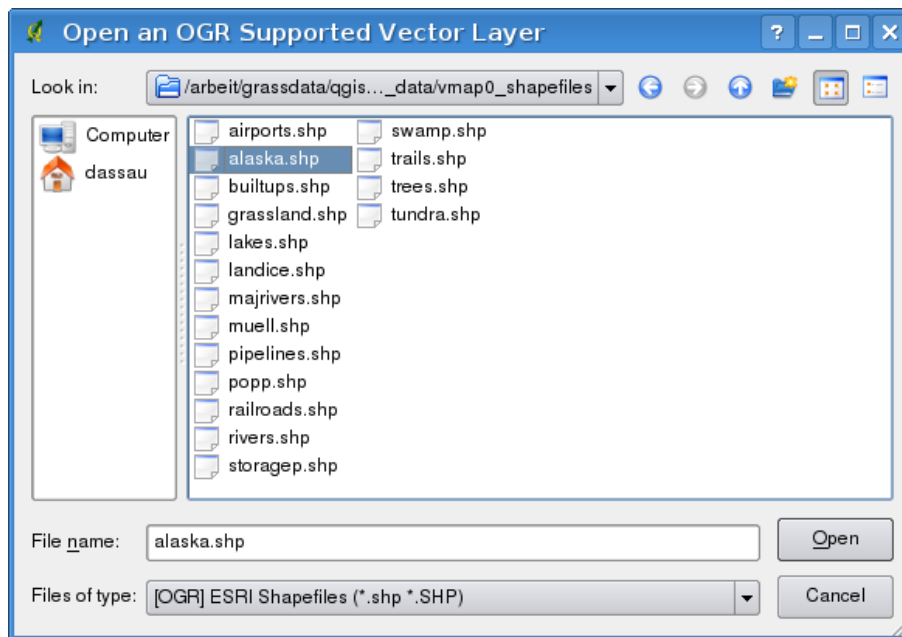 Open an OGR Supported Vector Layer
Look in: /arbeit/grassdata/qgis..._data/vmap0_shapefiles
Computer
dassau
airports.shp
alaska.shp
builtups.shp
grassland.shp
lakes.shp
landice.shp
majrivers.shp
muell.shp
pipelines.shp
popp.shp
railroads.shp
rivers.shp
storagep.shp
swamp.shp
trails.shp
trees.shp
tundra.shp
File name: alaska.shp
Open
Files of type: [OGR] ESRI Shapefiles (*.shp *.SHP)
Cancel